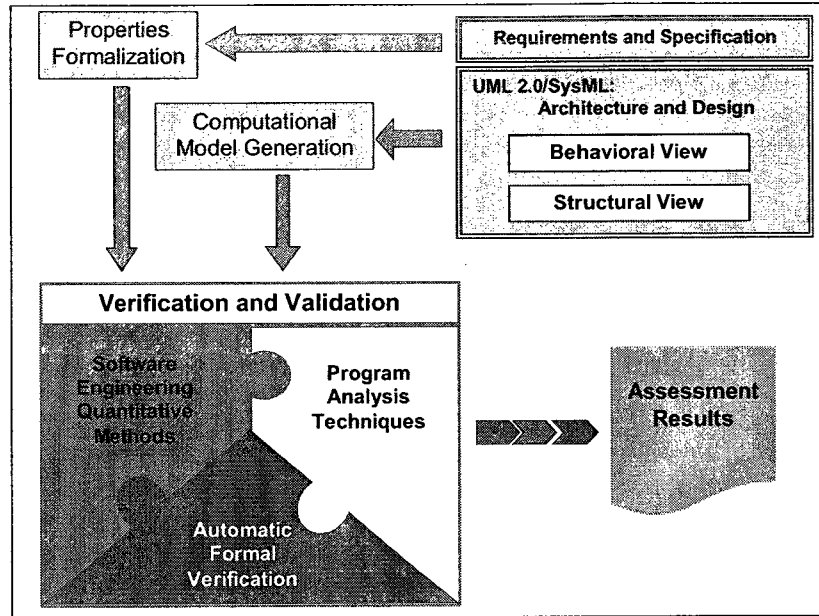 Properties
Formalization
Requirements and Specification
UML 2.0/SysML:
Architecture and Design
Computational
Model Generation
Behavioral View
Structural View
Verification and Validation
Software
Engineering
Quantitative
Methods
Program
Analysis
Techniques
Assessment
Results
Automatic
Formal
Verification